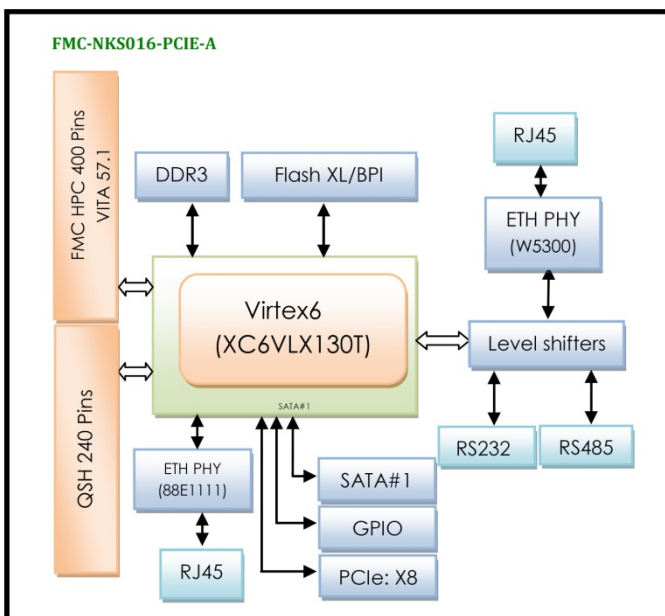 FMC-NKS016-PCIE-A
FMC HPC 400 Pins
VITA 57.1
QSH 240 Pins
DDR3
Flash XL/BPI
RJ45
ETH PHY
(W5300)
Virtex6
(XC6VLX130T)
Level shifters
SATA#1
RS232
RS485
ETH PHY
(88E1111)
SATA#1
GPIO
RJ45
PCIe: X8